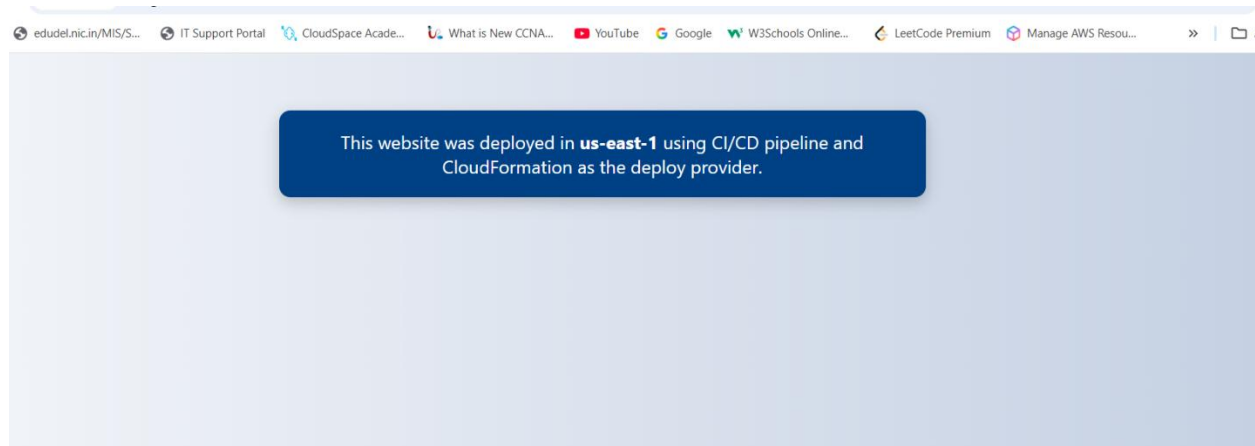 edudel.nic.in/MIS/S... IT Support Portal CloudSpace Acade... What is New CCNA... YouTube Google W3Schools Online... LeetCode Premium Manage AWS Resou... »
This website was deployed in us-east-1 using CI/CD pipeline and
CloudFormation as the deploy provider.